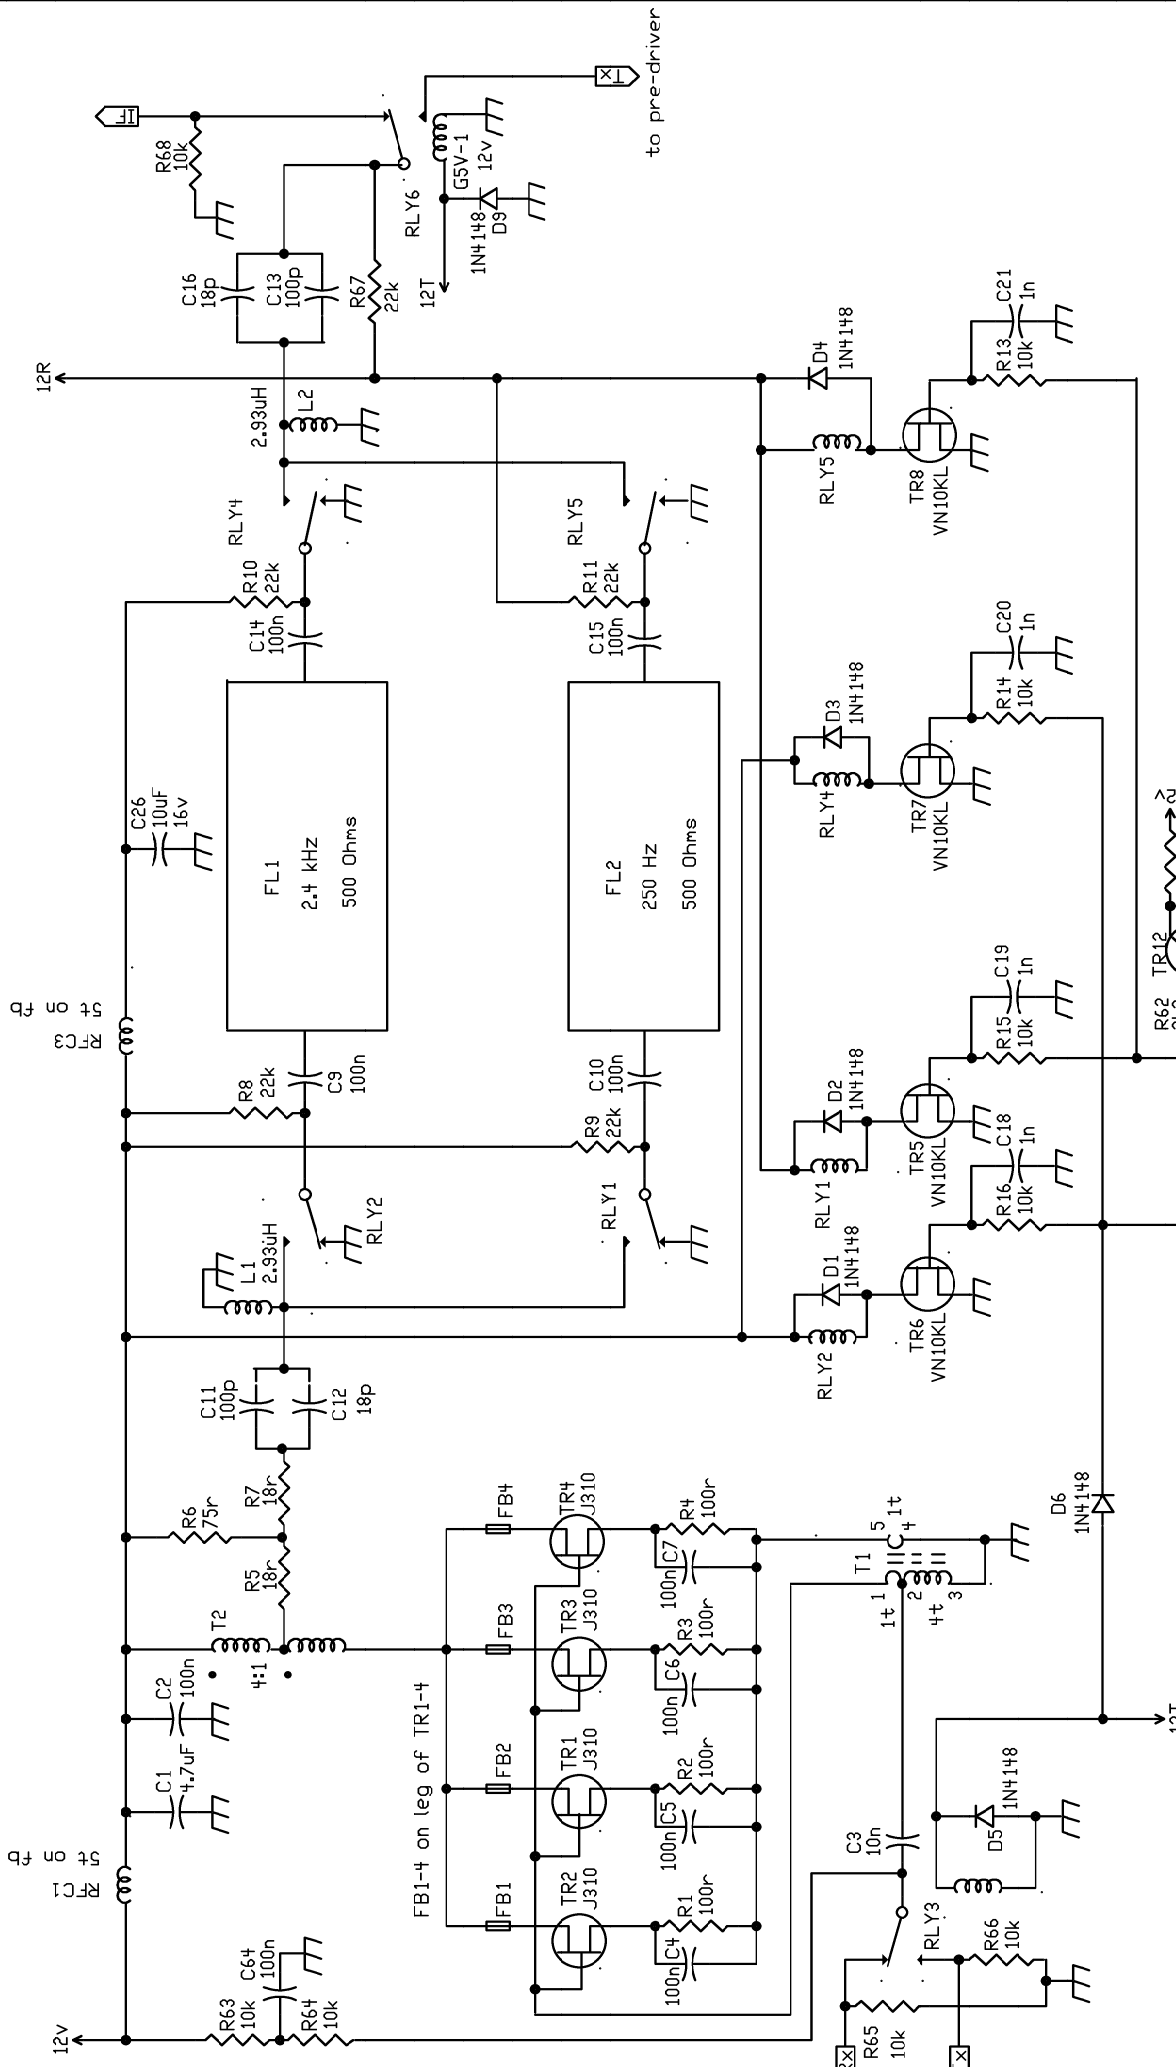 to pre-driver
Tx
IF
R68
10k
G5V-1
12v
RLY6
1N4148
D9
12T
C16
18p
C13
100p
R67
22k
12R
C21
1n
R13
10k
D4
1N4148
2.93uH
L2
RLY5
TR8
VN10KL
RLY4
RLY5
R10
22k
C14
100n
R11
22k
C15
100n
C20
1n
R14
10k
D3
1N4148
RLY4
TR7
VN10KL
C26
10uF
16v
FL1
2.4 kHz
500 Ohms
FL2
250 Hz
500 Ohms
TR12
R62
5t on fb
RFC3
R8
22k
C9
100n
C10
100n
R9
22k
D2
1N4148
RLY1
TR5
VN10KL
C19
1n
R15
10k
C18
1n
R16
10k
RLY2
RLY1
L1
2.93uH
D1
1N4148
RLY2
TR6
VN10KL
C11
100p
C12
18p
R7
18r
R6
75r
R5
18r
T2
4:1
C2
100n
C1
4.7uF
5t on fb
RFC1
FB4
TR4
J310
R4
100r
C7
100n
FB3
TR3
J310
R3
100r
C6
100n
FB1-4 on leg of TR1-4
FB2
TR1
J310
R2
100r
C5
100n
FB1
TR2
J310
R1
100r
C4
100n
T1
5
1t
4
1
1t
2
4t
3
D6
1N4148
12T
C3
10n
D5
1N4148
RLY3
R66
10k
R65
10k
C64
100n
R63
10k
R64
10k
12v